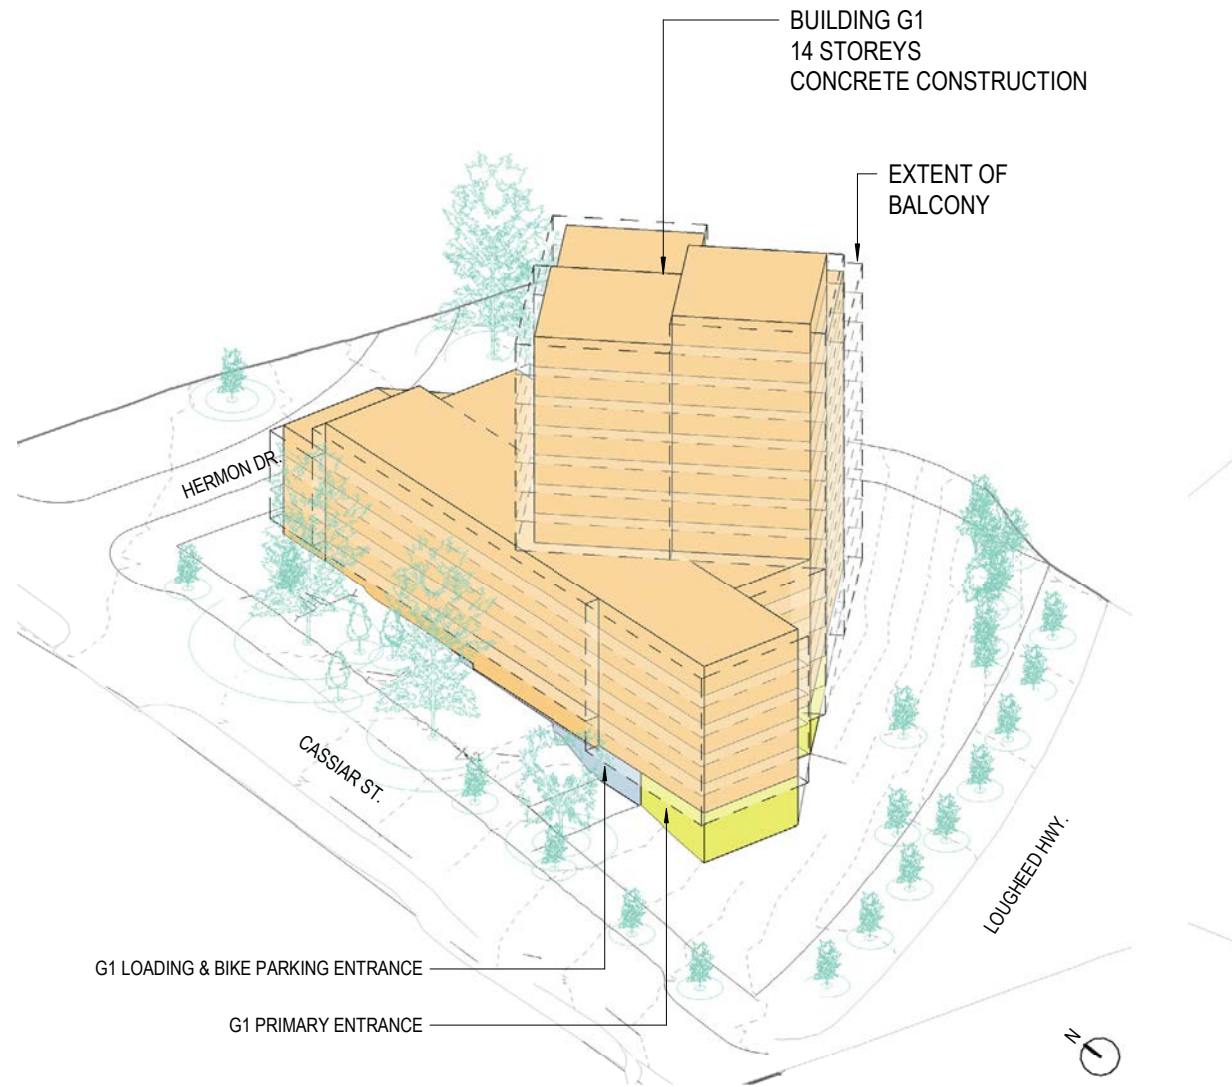 BUILDING G1
14 STOREYS
CONCRETE CONSTRUCTION
EXTENT OF
BALCONY
HERMON DR.
CASSIAR ST.
LOUGHEED HWY.
G1 LOADING & BIKE PARKING ENTRANCE
G1 PRIMARY ENTRANCE
N